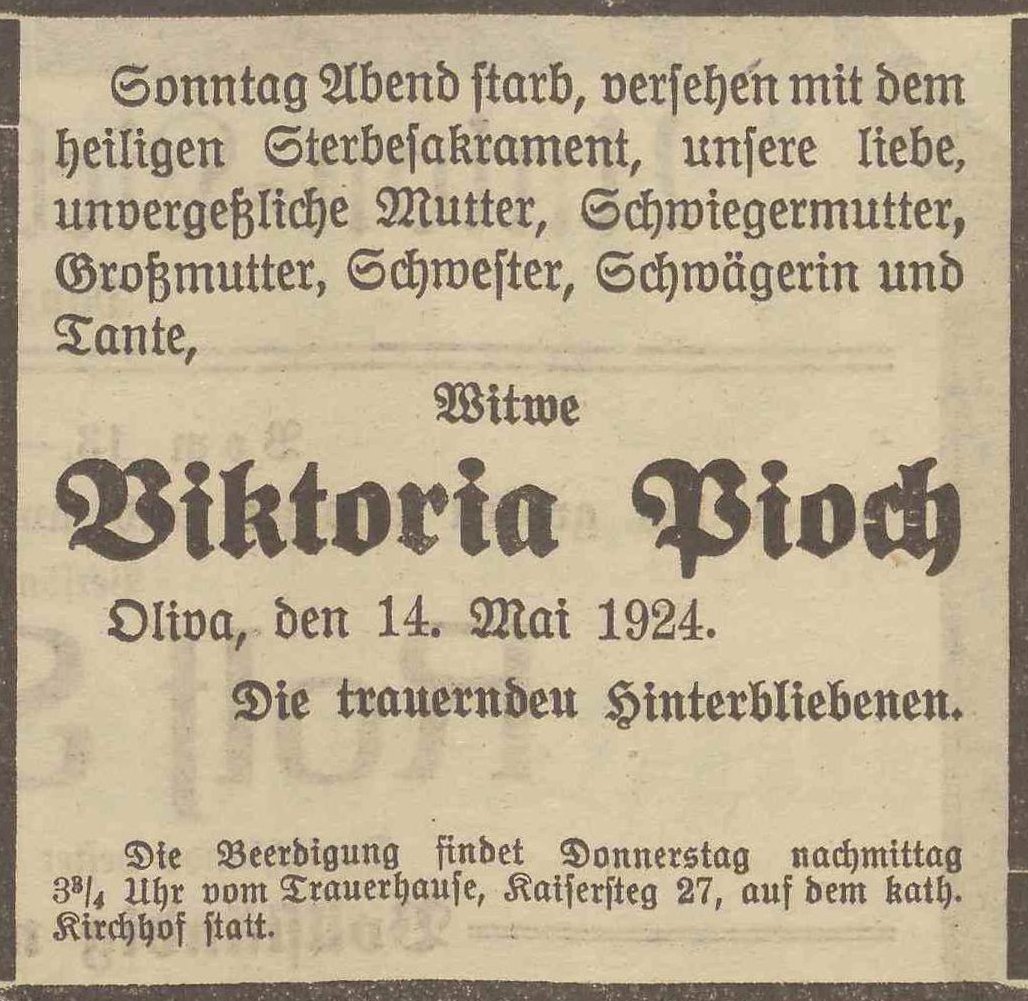 Sonntag Abend starb, versehen mit dem
heiligen Sterbesakrament, unsere liebe,
unvergeßliche Mutter, Schwiegermutter,
Großmutter, Schwester, Schwägerin und
Tante,
Witwe
Viktoria Pioch
Oliva, den 14. Mai 1924.
Die trauerndeu Hinterbliebenen.
Die Beerdigung findet Donnerstag nachmittag
3¾ Uhr vom Trauerhause, Kaisersteg 27, auf dem kath.
Kirchhof statt.